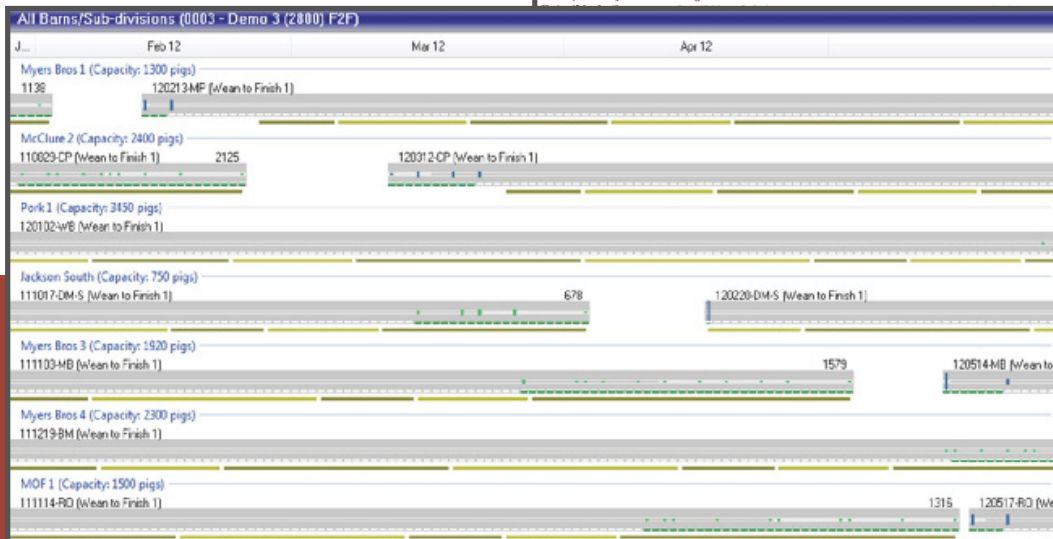 All Barns/Sub-divisions (0003 - Demo 3 (2800) F2F)
J... Feb 12 Mar 12 Apr 12
Myers Bros 1 (Capacity: 1300 pigs)
1138 120213-MP (Wean to Finish 1)
McClure 2 (Capacity: 2400 pigs)
110829-CP (Wean to Finish 1) 2125 120312-CP (Wean to Finish 1)
Pork 1 (Capacity: 3450 pigs)
120102-WB (Wean to Finish 1)
Jackson South (Capacity: 750 pigs)
111017-DM-S (Wean to Finish 1) 678 120220-DM-S (Wean to Finish 1)
Myers Bros 3 (Capacity: 1920 pigs)
111103-MB (Wean to Finish 1) 1579 120514-MB (Wean to
Myers Bros 4 (Capacity: 2300 pigs)
111219-BM (Wean to Finish 1)
MOF 1 (Capacity: 1500 pigs)
111114-RO (Wean to Finish 1) 1316 120517-RO (We